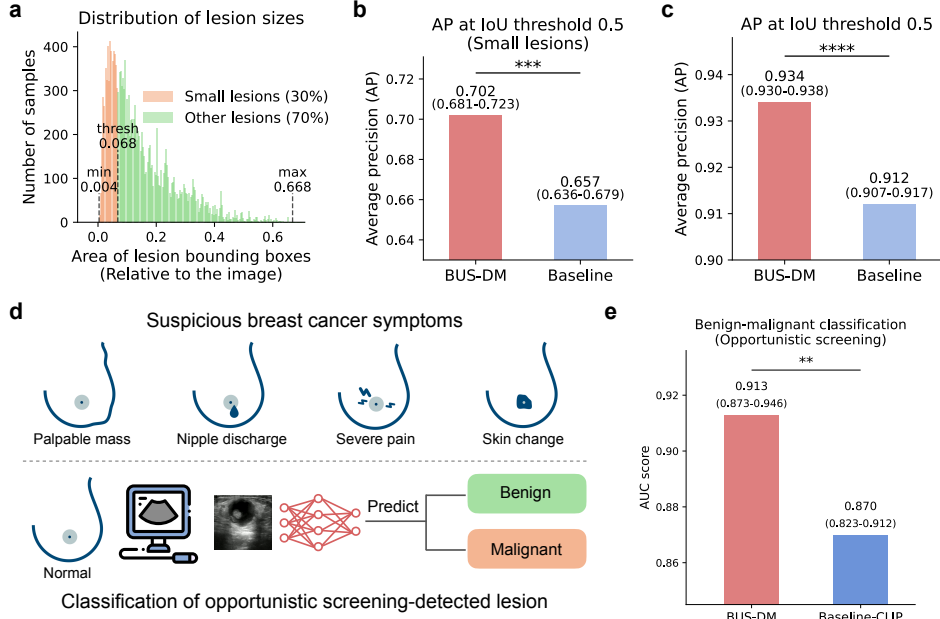 a
Distribution of lesion sizes
Number of samples
400
300
200
100
0
Small lesions (30%)
Other lesions (70%)
thresh
0.068
min
0.004
max
0.668
0.0
0.2
0.4
0.6
Area of lesion bounding boxes
(Relative to the image)
b
AP at IoU threshold 0.5
(Small lesions)
Average precision (AP)
0.72
0.70
0.68
0.66
0.64
***
0.702
(0.681-0.723)
0.657
(0.636-0.679)
BUS-DM
Baseline
c
AP at IoU threshold 0.5
Average precision (AP)
0.94
0.93
0.92
0.91
0.90
****
0.934
(0.930-0.938)
0.912
(0.907-0.917)
BUS-DM
Baseline
d
Suspicious breast cancer symptoms
Palpable mass
Nipple discharge
Severe pain
Skin change
Normal
Predict
Benign
Malignant
Classification of opportunistic screening-detected lesion
e
Benign-malignant classification
(Opportunistic screening)
AUC score
0.92
0.90
0.88
0.86
**
0.913
(0.873-0.946)
0.870
(0.823-0.912)
BUS-DM
Baseline-CLIP